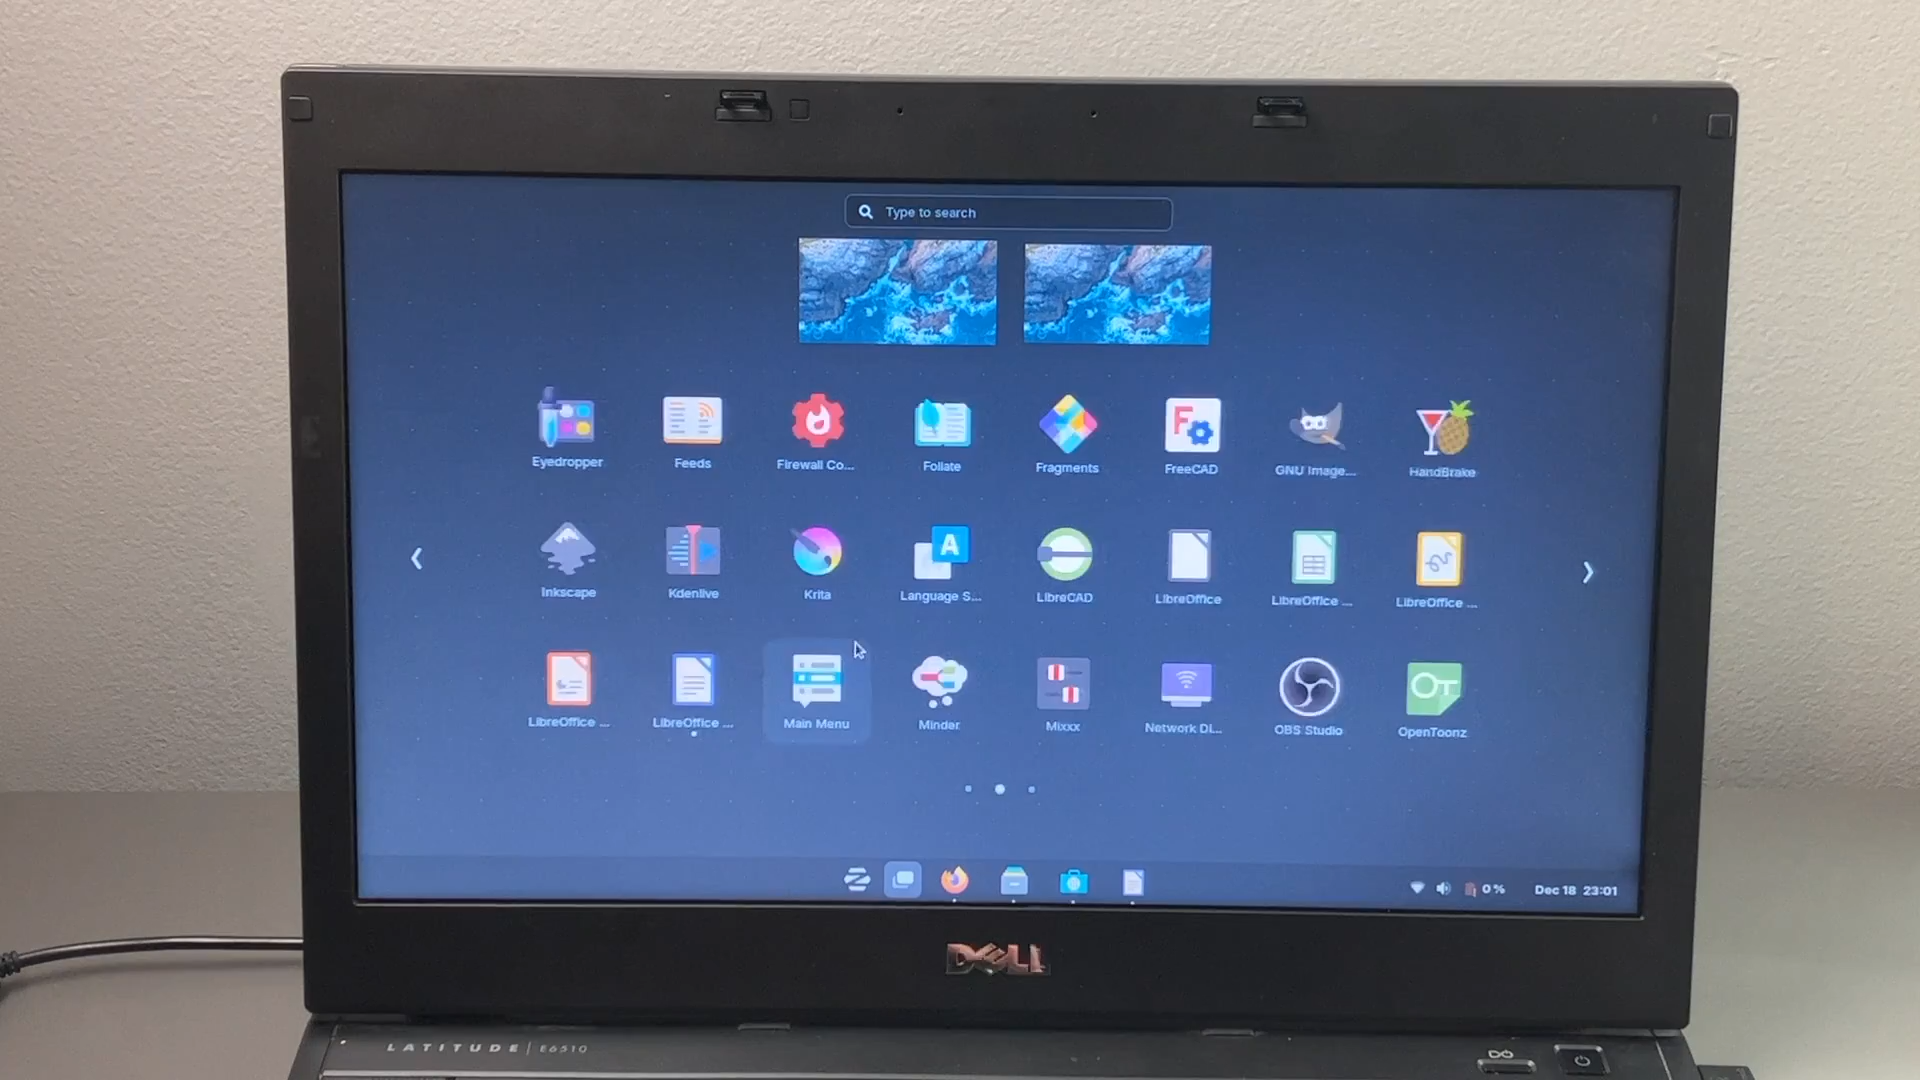 Type to search
Eyedropper
Feeds
Firewall Co...
Foliate
Fragments
FreeCAD
GNU Image...
HandBrake
Inkscape
Kdenlive
Krita
Language S...
LibreCAD
LibreOffice
LibreOffice ...
LibreOffice ...
LibreOffice ...
LibreOffice ...
Main Menu
Minder
Mixxx
Network Di...
OBS Studio
OpenToonz
0 %
Dec 18 23:01
DELL
LATITUDE | E6510